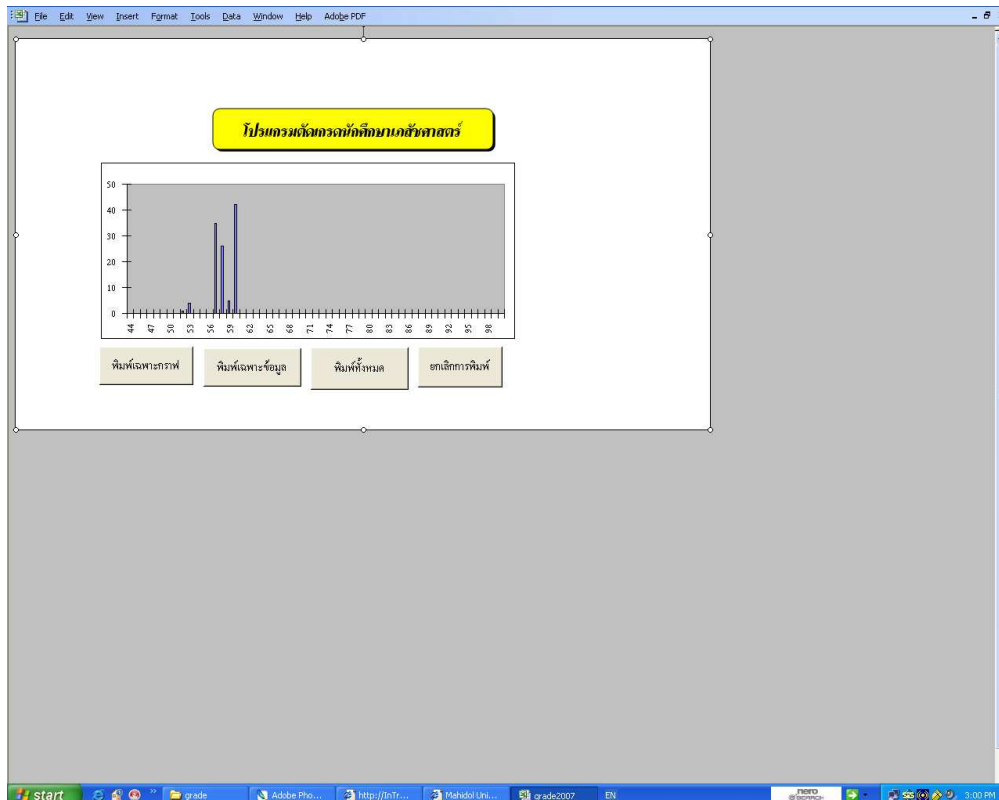 File Edit View Insert Format Tools Data Window Help Adobe PDF
โปรแกรมตัดเกรดนักศึกษาเภสัชศาสตร์
50
40
30
20
10
0
44 47 50 53 56 59 62 65 68 71 74 77 80 83 86 89 92 95 98
พิมพ์เฉพาะกราฟ พิมพ์เฉพาะข้อมูล พิมพ์ทั้งหมด ยกเลิกการพิมพ์
start grade Adobe Pho... http://InTr... Mahidol Uni... grade2007 EN nero SEARCH 3:00 PM